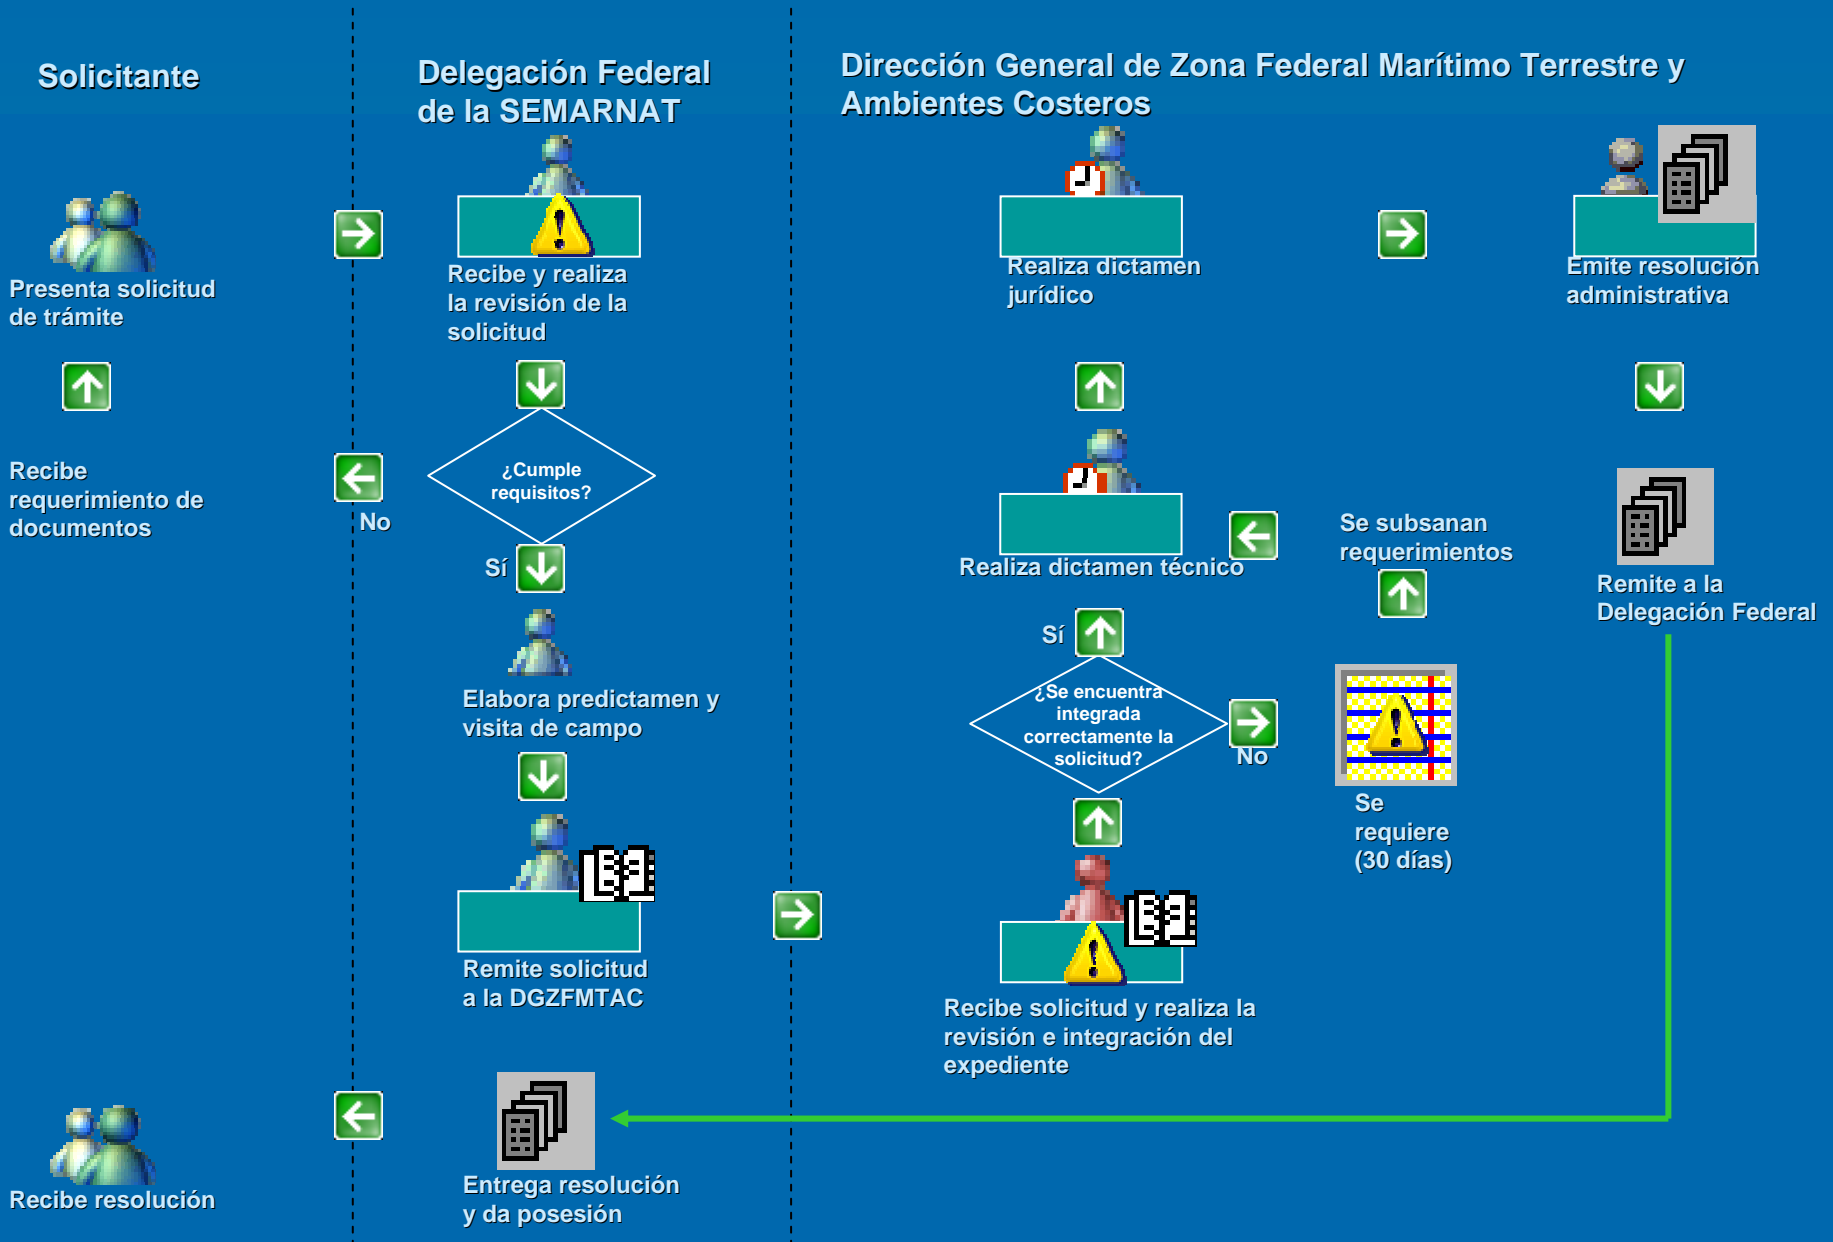 Solicitante
Delegación Federal
de la SEMARNAT
Dirección General de Zona Federal Marítimo Terrestre y
Ambientes Costeros
Presenta solicitud
de trámite
Recibe y realiza
la revisión de la
solicitud
Realiza dictamen
jurídico
Emite resolución
administrativa
Recibe
requerimiento de
documentos
No
¿Cumple
requisitos?
Sí
Elabora predictamen y
visita de campo
Remite solicitud
a la DGZFMTAC
Realiza dictamen técnico
Se subsanan
requerimientos
Remite a la
Delegación Federal
Sí
¿Se encuentra
integrada
correctamente la
solicitud?
No
Se
requiere
(30 días)
Recibe solicitud y realiza la
revisión e integración del
expediente
Recibe resolución
Entrega resolución
y da posesión